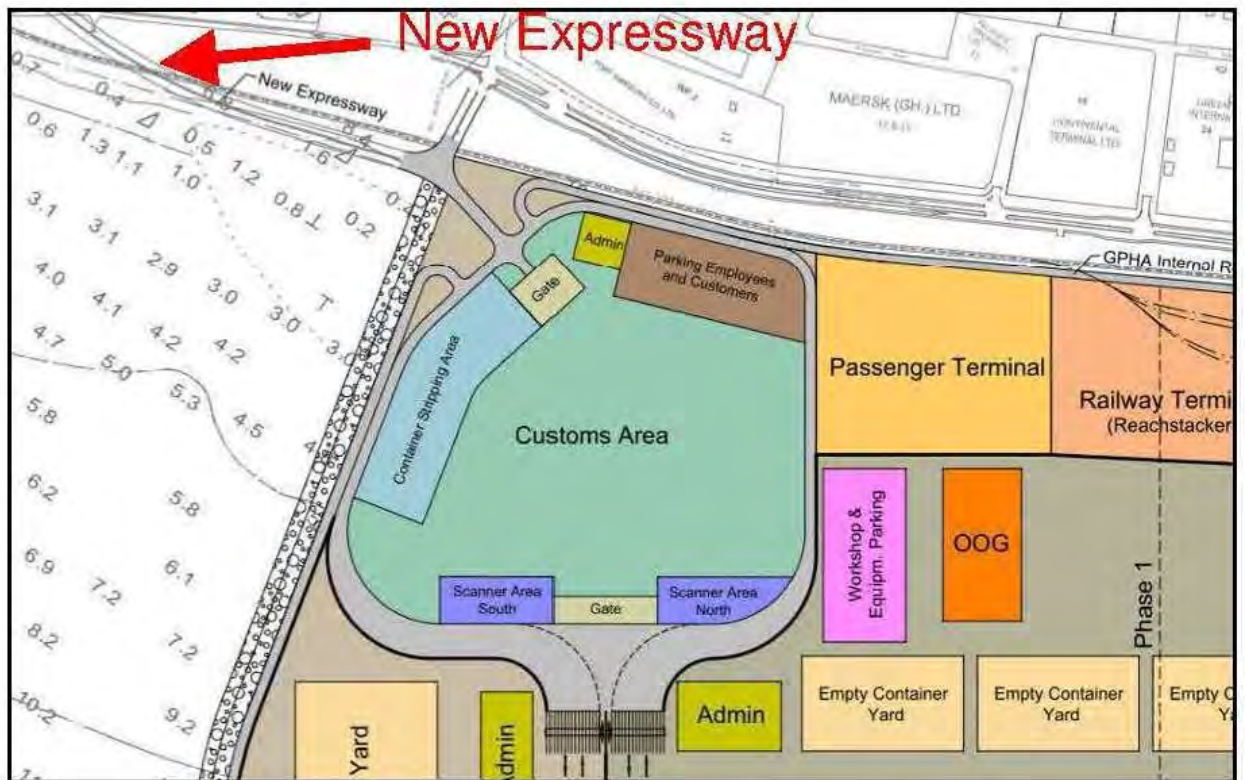 New Expressway
New Expressway
MAERSK (GH.) LTD
CONTINENTAL
TERMINAL LTD
0.7
0.4
0.6
1.3
1.1
0.5
1.2
1.0
0.8
0.2
1.6
3.1
3.1
2.9
3.0
3.0
4.0
4.1
4.2
4.2
4.7
5.0
5.3
4.5
5.8
6.2
5.8
6.9
7.2
6.1
8.2
7.2
10.2
9.2
GPHA Internal R
Admin
Parking Employees
and Customers
Gate
Container Stripping Area
Customs Area
Passenger Terminal
Railway Termi
(Reachstacker
Workshop &
Equipm. Parking
OOG
Phase 1
Scanner Area
South
Gate
Scanner Area
North
Yard
Admin
Admin
Empty Container
Yard
Empty Container
Yard
Empty C